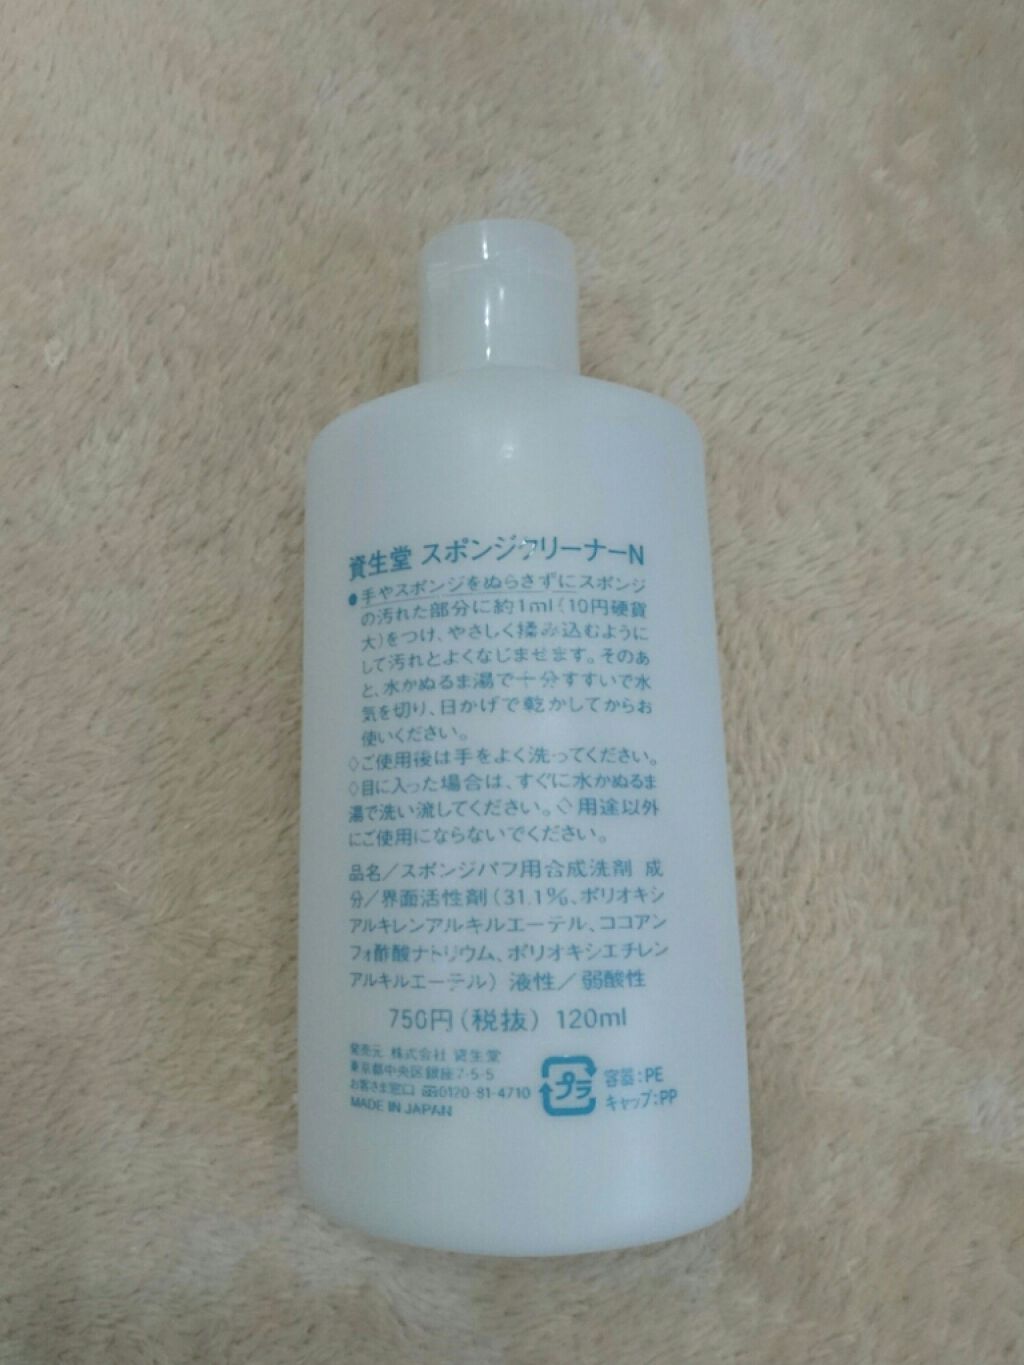 資生堂 スポンジクリーナーN
●手やスポンジをぬらさずにスポンジ
の汚れた部分に約1ml(10円硬貨
大)をつけ、やさしく揉み込むように
して汚れとよくなじませます。そのあ
と、水かぬるま湯で十分すすいで水
気を切り、日かげで乾かしてからお
使いください。
◇ご使用後は手をよく洗ってください。
◇目に入った場合は、すぐに水かぬるま
湯で洗い流してください。◇用途以外
にご使用にならないでください。
品名/スポンジパフ用合成洗剤 成
分/界面活性剤(31.1%、ポリオキシ
アルキレンアルキルエーテル、ココアン
フォ酢酸ナトリウム、ポリオキシエチレン
アルキルエーテル) 液性/弱酸性
750円(税抜) 120ml
発売元 株式会社 資生堂
東京都中央区銀座7-5-5
お客さま窓口 0120-81-4710
MADE IN JAPAN
プラ
容器:PE
キャップ:PP